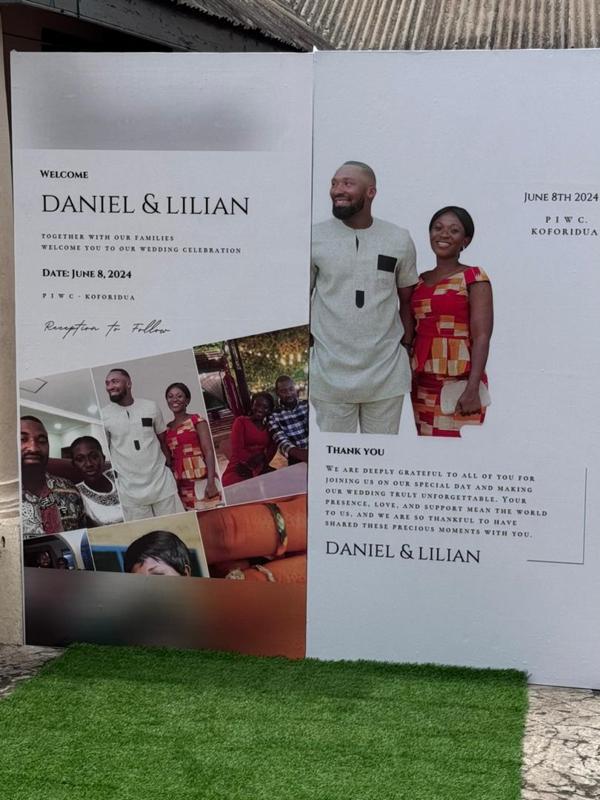 WELCOME
DANIEL & LILIAN
TOGETHER WITH OUR FAMILIES
WELCOME YOU TO OUR WEDDING CELEBRATION
DATE: JUNE 8, 2024
P I W C - KOFORIDUA
Reception to Follow
JUNE 8TH 2024
P I W C.
KOFORIDUA
THANK YOU
WE ARE DEEPLY GRATEFUL TO ALL OF YOU FOR
JOINING US ON OUR SPECIAL DAY AND MAKING
OUR WEDDING TRULY UNFORGETTABLE. YOUR
PRESENCE, LOVE, AND SUPPORT MEAN THE WORLD
TO US, AND WE ARE SO THANKFUL TO HAVE
SHARED THESE PRECIOUS MOMENTS WITH YOU.
DANIEL & LILIAN